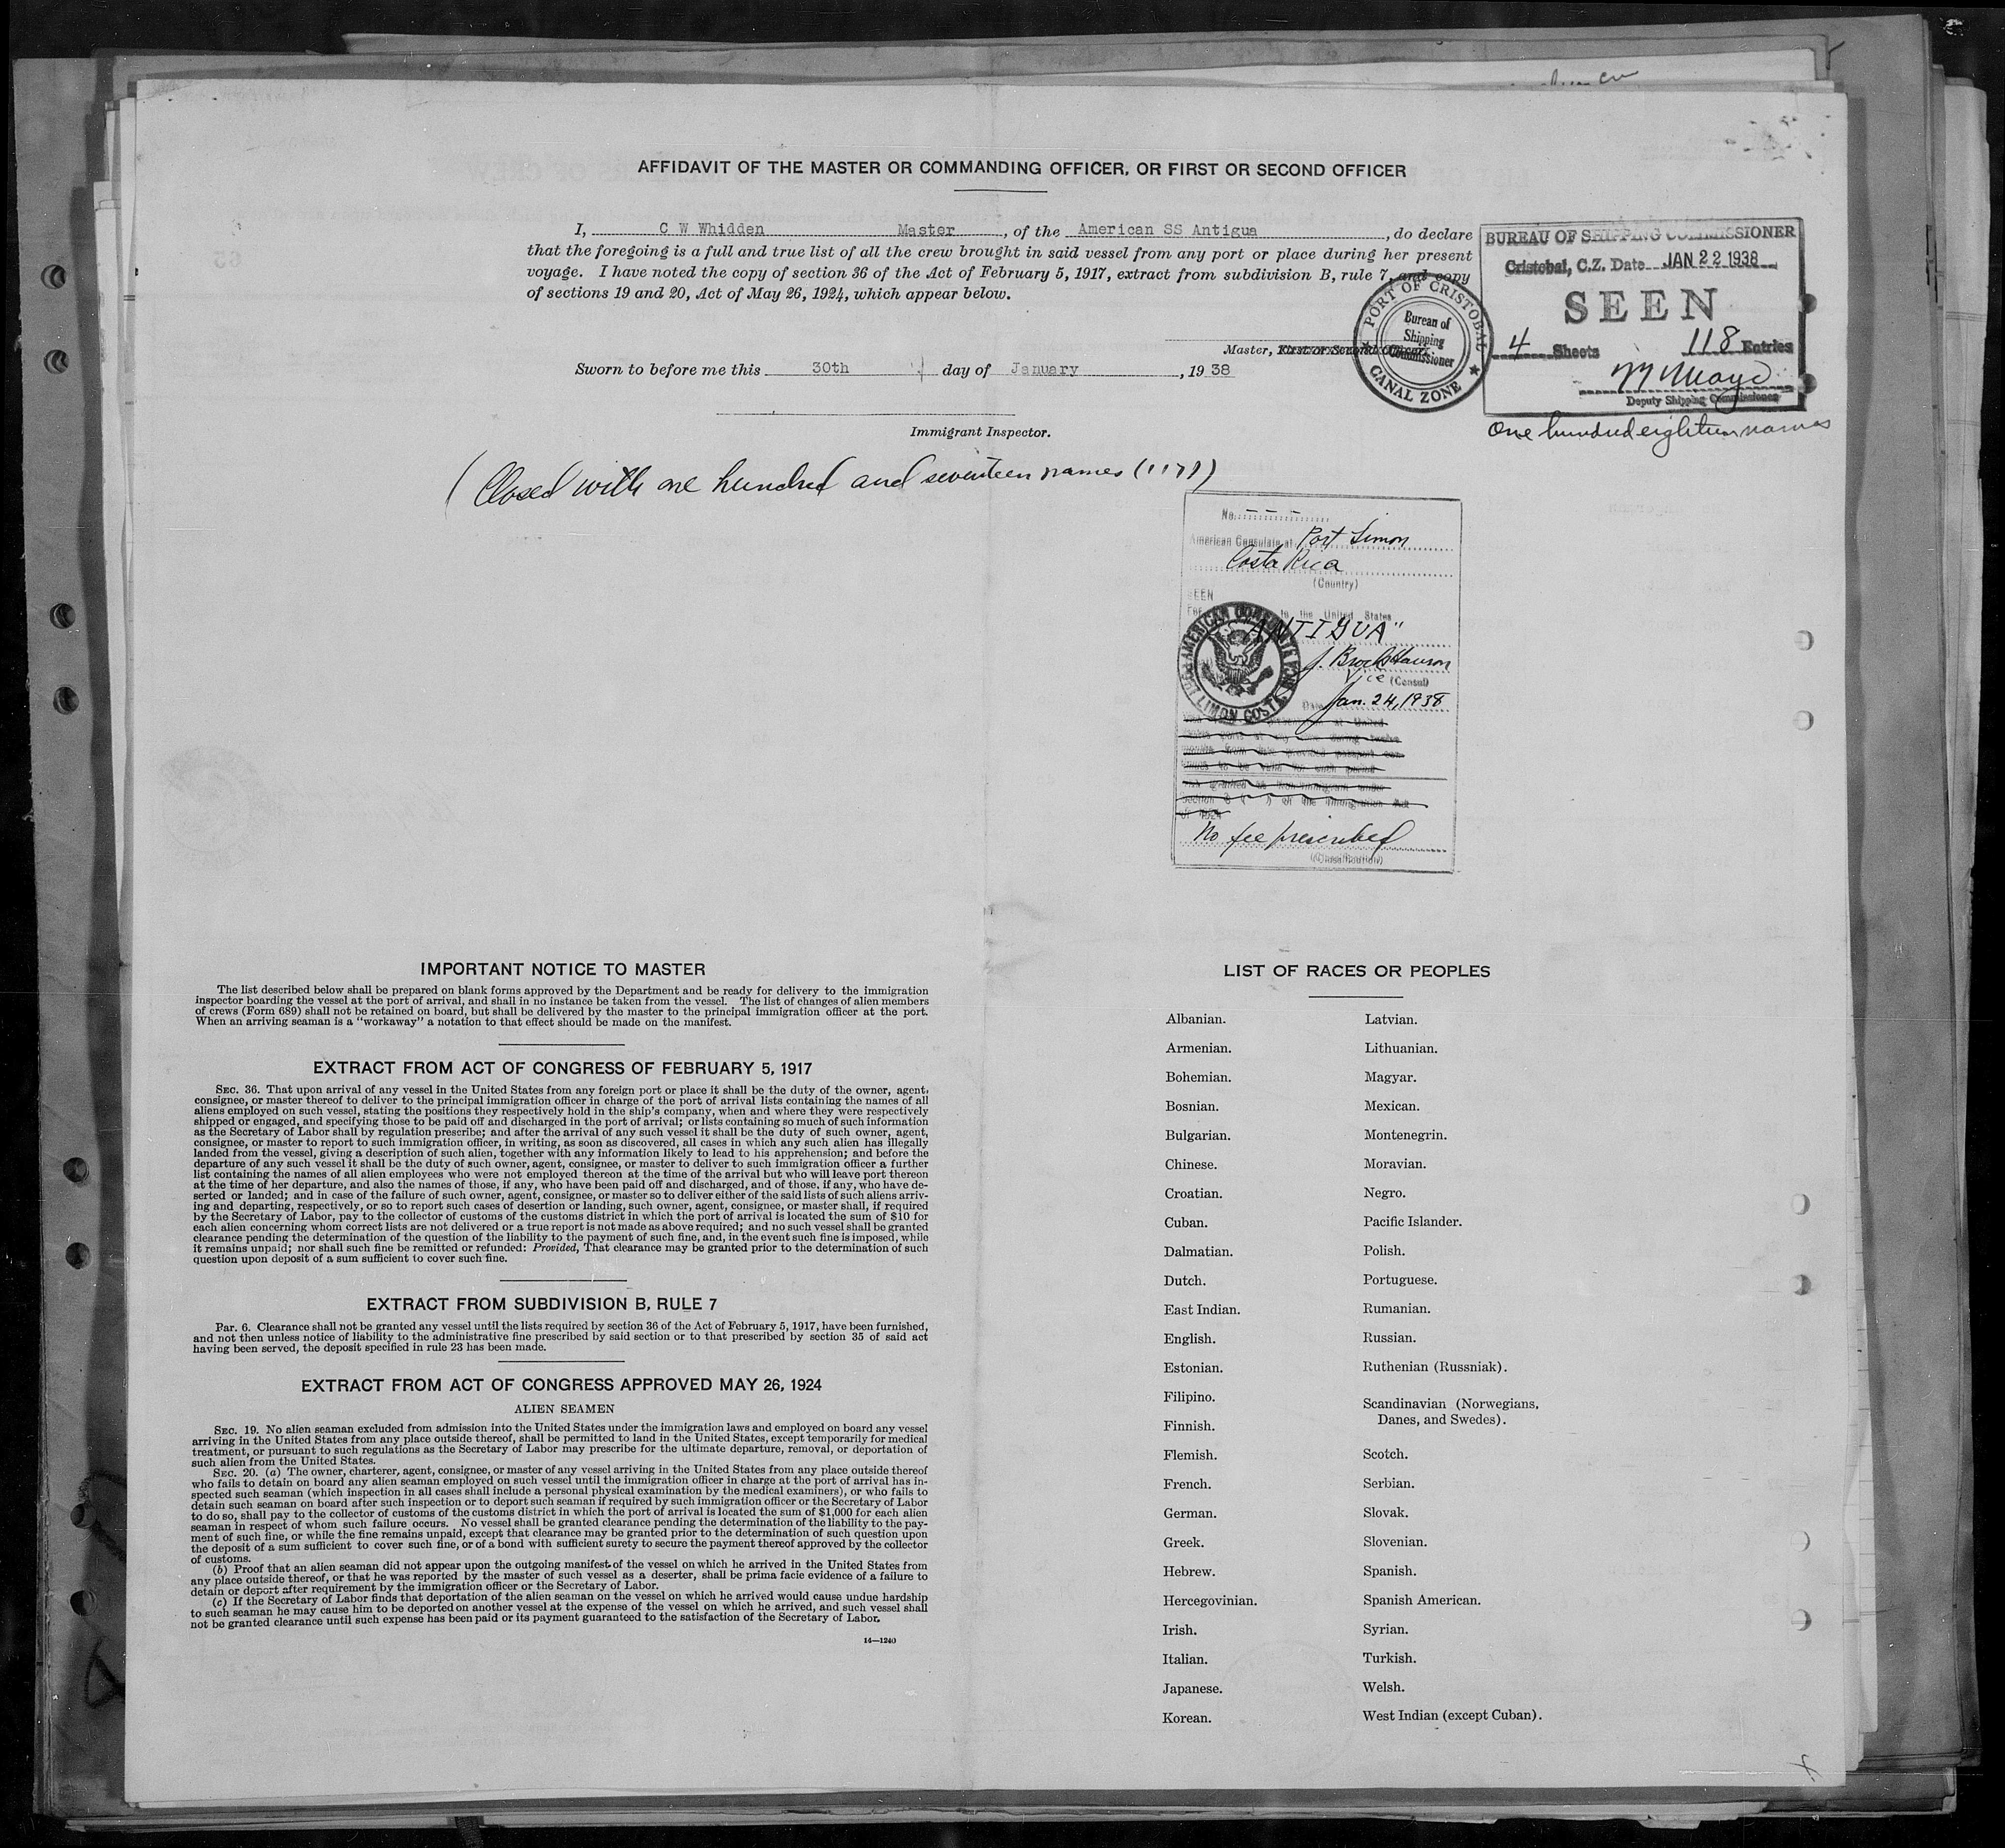 AFFIDAVIT OF THE MASTER OR COMMANDING OFFICER, OR FIRST OR SECOND OFFICER
I, C W Whidden Master, of the American SS Antigua, do declare
that the foregoing is a full and true list of all the crew brought in said vessel from any port or place during her present
voyage. I have noted the copy of section 36 of the Act of February 5, 1917, extract from subdivision B, rule 7, and copy
of sections 19 and 20, Act of May 26, 1924, which appear below.
Master, First or Second Officer
Sworn to before me this 30th day of January, 1938
Immigrant Inspector.
BUREAU OF SHIPPING COMMISSIONER
Cristobal, C.Z. Date JAN 22 1938
SEEN
4 Sheets 118 Entries
Deputy Shipping Commissioner
One hundred eighteen names
PORT OF CRISTOBAL
Bureau of
Shipping
Commissioner
CANAL ZONE
(Closed with one hundred and seventeen names (117))
No.
American Consulate at Port Limon
Costa Rica
(Country)
SEEN
in the United States
"ANTIGUA"
Vice (Consul)
Date Jan. 24, 1938
AMERICAN CONSULATE PORT LIMON COSTA RICA
Section 3 ( ) of the Immigration Act
of 1924
No fee prescribed
(Classification)
IMPORTANT NOTICE TO MASTER
The list described below shall be prepared on blank forms approved by the Department and be ready for delivery to the immigration
inspector boarding the vessel at the port of arrival, and shall in no instance be taken from the vessel. The list of changes of alien members
of crews (Form 689) shall not be retained on board, but shall be delivered by the master to the principal immigration officer at the port.
When an arriving seaman is a "workaway" a notation to that effect should be made on the manifest.
EXTRACT FROM ACT OF CONGRESS OF FEBRUARY 5, 1917
SEC. 36. That upon arrival of any vessel in the United States from any foreign port or place it shall be the duty of the owner, agent,
consignee, or master thereof to deliver to the principal immigration officer in charge of the port of arrival lists containing the names of all
aliens employed on such vessel, stating the positions they respectively hold in the ship's company, when and where they were respectively
shipped or engaged, and specifying those to be paid off and discharged in the port of arrival; or lists containing so much of such information
as the Secretary of Labor shall by regulation prescribe; and after the arrival of any such vessel it shall be the duty of such owner, agent,
consignee, or master to report to such immigration officer, in writing, as soon as discovered, all cases in which any such alien has illegally
landed from the vessel, giving a description of such alien, together with any information likely to lead to his apprehension; and before the
departure of any such vessel it shall be the duty of such owner, agent, consignee, or master to deliver to such immigration officer a further
list containing the names of all alien employees who were not employed thereon at the time of the arrival but who will leave port thereon
at the time of her departure, and also the names of those, if any, who have been paid off and discharged, and of those, if any, who have de-
serted or landed; and in case of the failure of such owner, agent, consignee, or master so to deliver either of the said lists of such aliens arriv-
ing and departing, respectively, or so to report such cases of desertion or landing, such owner, agent, consignee, or master shall, if required
by the Secretary of Labor, pay to the collector of customs of the customs district in which the port of arrival is located the sum of $10 for
each alien concerning whom correct lists are not delivered or a true report is not made as above required; and no such vessel shall be granted
clearance pending the determination of the question of the liability to the payment of such fine, and, in the event such fine is imposed, while
it remains unpaid; nor shall such fine be remitted or refunded: Provided, That clearance may be granted prior to the determination of such
question upon deposit of a sum sufficient to cover such fine.
EXTRACT FROM SUBDIVISION B, RULE 7
PAR. 6. Clearance shall not be granted any vessel until the lists required by section 36 of the Act of February 5, 1917, have been furnished,
and not then unless notice of liability to the administrative fine prescribed by said section or to that prescribed by section 35 of said act
having been served, the deposit specified in rule 23 has been made.
EXTRACT FROM ACT OF CONGRESS APPROVED MAY 26, 1924
ALIEN SEAMEN
SEC. 19. No alien seaman excluded from admission into the United States under the immigration laws and employed on board any vessel
arriving in the United States from any place outside thereof, shall be permitted to land in the United States, except temporarily for medical
treatment, or pursuant to such regulations as the Secretary of Labor may prescribe for the ultimate departure, removal, or deportation of
such alien from the United States.
SEC. 20. (a) The owner, charterer, agent, consignee, or master of any vessel arriving in the United States from any place outside thereof
who fails to detain on board any alien seaman employed on such vessel until the immigration officer in charge at the port of arrival has in-
spected such seaman (which inspection in all cases shall include a personal physical examination by the medical examiners), or who fails to
detain such seaman on board after such inspection or to deport such seaman if required by such immigration officer or the Secretary of Labor
to do so, shall pay to the collector of customs of the customs district in which the port of arrival is located the sum of $1,000 for each alien
seaman in respect of whom such failure occurs. No vessel shall be granted clearance pending the determination of the liability to the pay-
ment of such fine, or while the fine remains unpaid, except that clearance may be granted prior to the determination of such question upon
the deposit of a sum sufficient to cover such fine, or of a bond with sufficient surety to secure the payment thereof approved by the collector
of customs.
(b) Proof that an alien seaman did not appear upon the outgoing manifest of the vessel on which he arrived in the United States from
any place outside thereof, or that he was reported by the master of such vessel as a deserter, shall be prima facie evidence of a failure to
detain or deport after requirement by the immigration officer or the Secretary of Labor.
(c) If the Secretary of Labor finds that deportation of the alien seaman on the vessel on which he arrived would cause undue hardship
to such seaman he may cause him to be deported on another vessel at the expense of the vessel on which he arrived, and such vessel shall
not be granted clearance until such expense has been paid or its payment guaranteed to the satisfaction of the Secretary of Labor.
14—1240
LIST OF RACES OR PEOPLES
Albanian. Latvian.
Armenian. Lithuanian.
Bohemian. Magyar.
Bosnian. Mexican.
Bulgarian. Montenegrin.
Chinese. Moravian.
Croatian. Negro.
Cuban. Pacific Islander.
Dalmatian. Polish.
Dutch. Portuguese.
East Indian. Rumanian.
English. Russian.
Estonian. Ruthenian (Russniak).
Filipino. Scandinavian (Norwegians,
Danes, and Swedes).
Finnish.
Flemish. Scotch.
French. Serbian.
German. Slovak.
Greek. Slovenian.
Hebrew. Spanish.
Hercegovinian. Spanish American.
Irish. Syrian.
Italian. Turkish.
Japanese. Welsh.
Korean. West Indian (except Cuban).